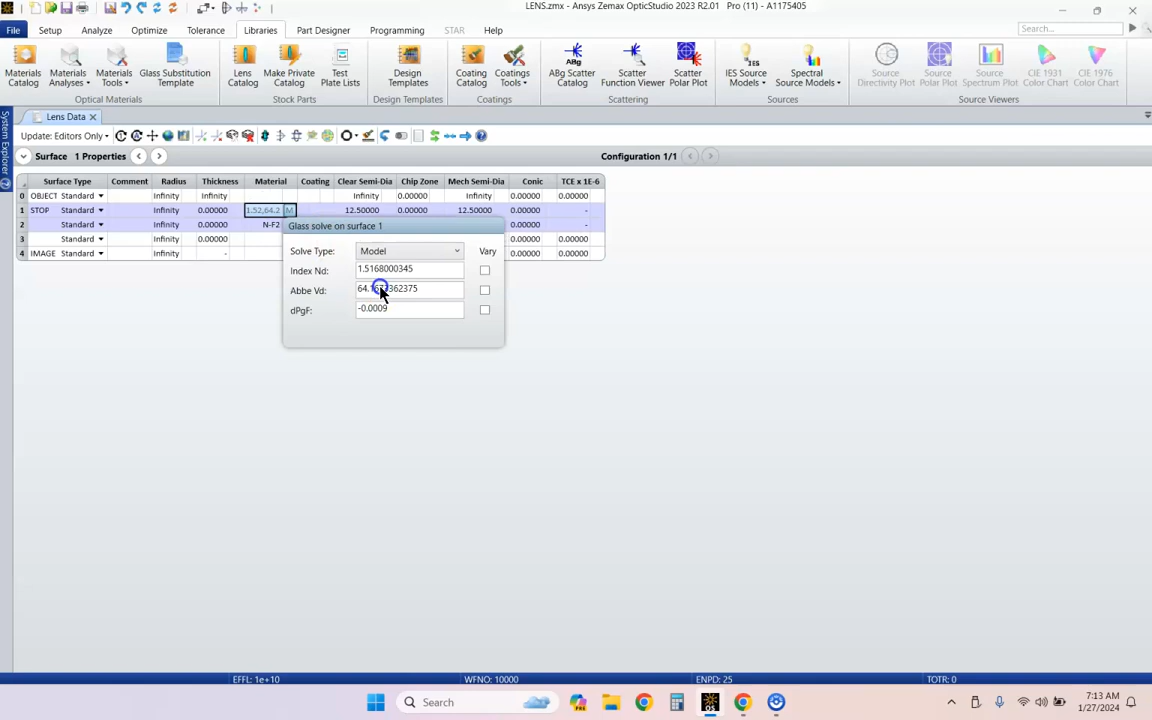 LENS.zmx - Ansys Zemax OpticStudio 2023 R2.01 Pro (11) - A1175405
File Setup Analyze Optimize Tolerance Libraries Part Designer Programming STAR Help Search...
Materials Catalog
Materials Analyses
Materials Tools
Glass Substitution Template
Lens Catalog
Make Private Catalog
Test Plate Lists
Design Templates
Coating Catalog
Coatings Tools
ABg Scatter Catalog
Scatter Function Viewer
Scatter Polar Plot
IES Source Models
Spectral Source Models
Source Directivity Plot
Source Polar Plot
Source Spectrum Plot
CIE 1931 Color Chart
CIE 1976 Color Chart
Optical Materials Stock Parts Design Templates Coatings Scattering Sources Source Viewers
System Explorer
Lens Data
Update: Editors Only
Surface 1 Properties Configuration 1/1
Surface Type Comment Radius Thickness Material Coating Clear Semi-Dia Chip Zone Mech Semi-Dia Conic TCE x 1E-6
0 OBJECT Standard Infinity Infinity Infinity 0.00000 Infinity 0.00000 0.00000
1 STOP Standard Infinity 0.00000 1.52,64.2 M 12.50000 0.00000 12.50000 0.00000 -
2 Standard Infinity 0.00000 N-F2 0.00000 -
3 Standard Infinity 0.00000 0.00000 0.00000
4 IMAGE Standard Infinity - 0.00000 0.00000
Glass solve on surface 1
Solve Type: Model Vary
Index Nd: 1.5168000345
Abbe Vd:
dPgF: -0.0009
EFFL: 1e+10 WFNO: 10000 ENPD: 25 TOTR: 0
Search
PRE
OS
7:13 AM
1/27/2024